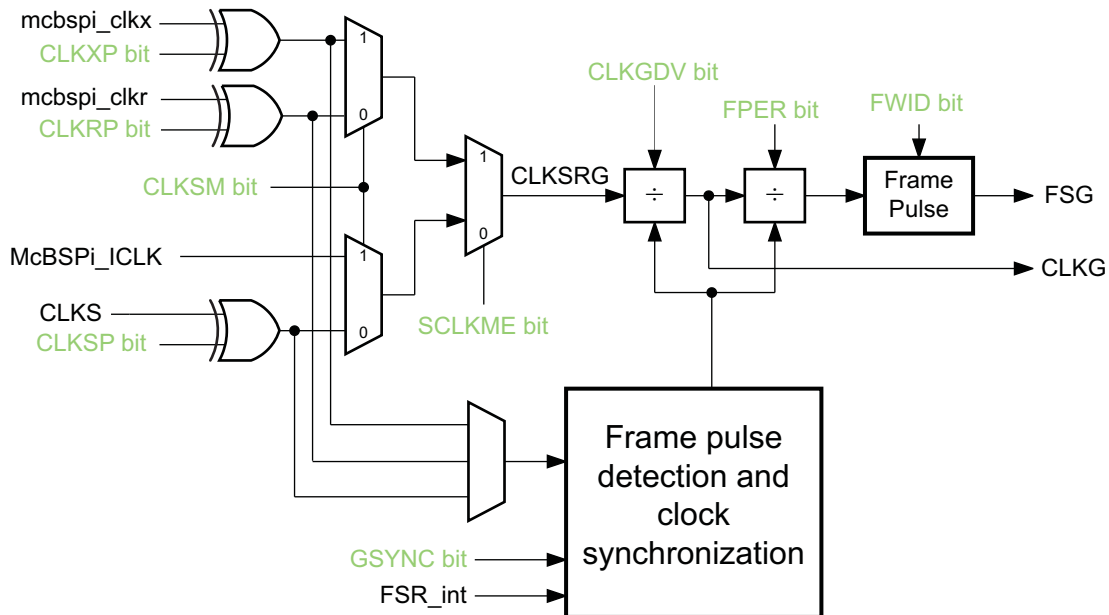 mcbspi_clkx
CLKXP bit
1
mcbspi_clkr
CLKRP bit
0
CLKSM bit
McBSPi_ICLK
1
CLKS
CLKSP bit
0
1
0
SCLKME bit
CLKSRG
CLKGDV bit
÷
FPER bit
÷
FWID bit
Frame
Pulse
FSG
CLKG
Frame pulse
detection and
clock
synchronization
GSYNC bit
FSR_int